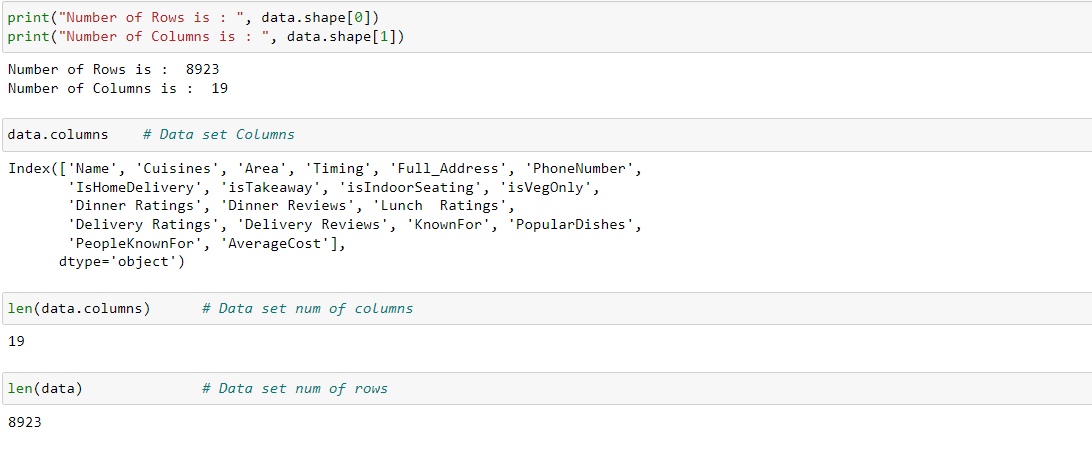 print("Number of Rows is : ", data.shape[0])
print("Number of Columns is : ", data.shape[1])
Number of Rows is :  8923
Number of Columns is :  19
data.columns    # Data set Columns
Index(['Name', 'Cuisines', 'Area', 'Timing', 'Full_Address', 'PhoneNumber',
       'IsHomeDelivery', 'isTakeaway', 'isIndoorSeating', 'isVegOnly',
       'Dinner Ratings', 'Dinner Reviews', 'Lunch  Ratings',
       'Delivery Ratings', 'Delivery Reviews', 'KnownFor', 'PopularDishes',
       'PeopleKnownFor', 'AverageCost'],
      dtype='object')
len(data.columns)      # Data set num of columns
19
len(data)              # Data set num of rows
8923